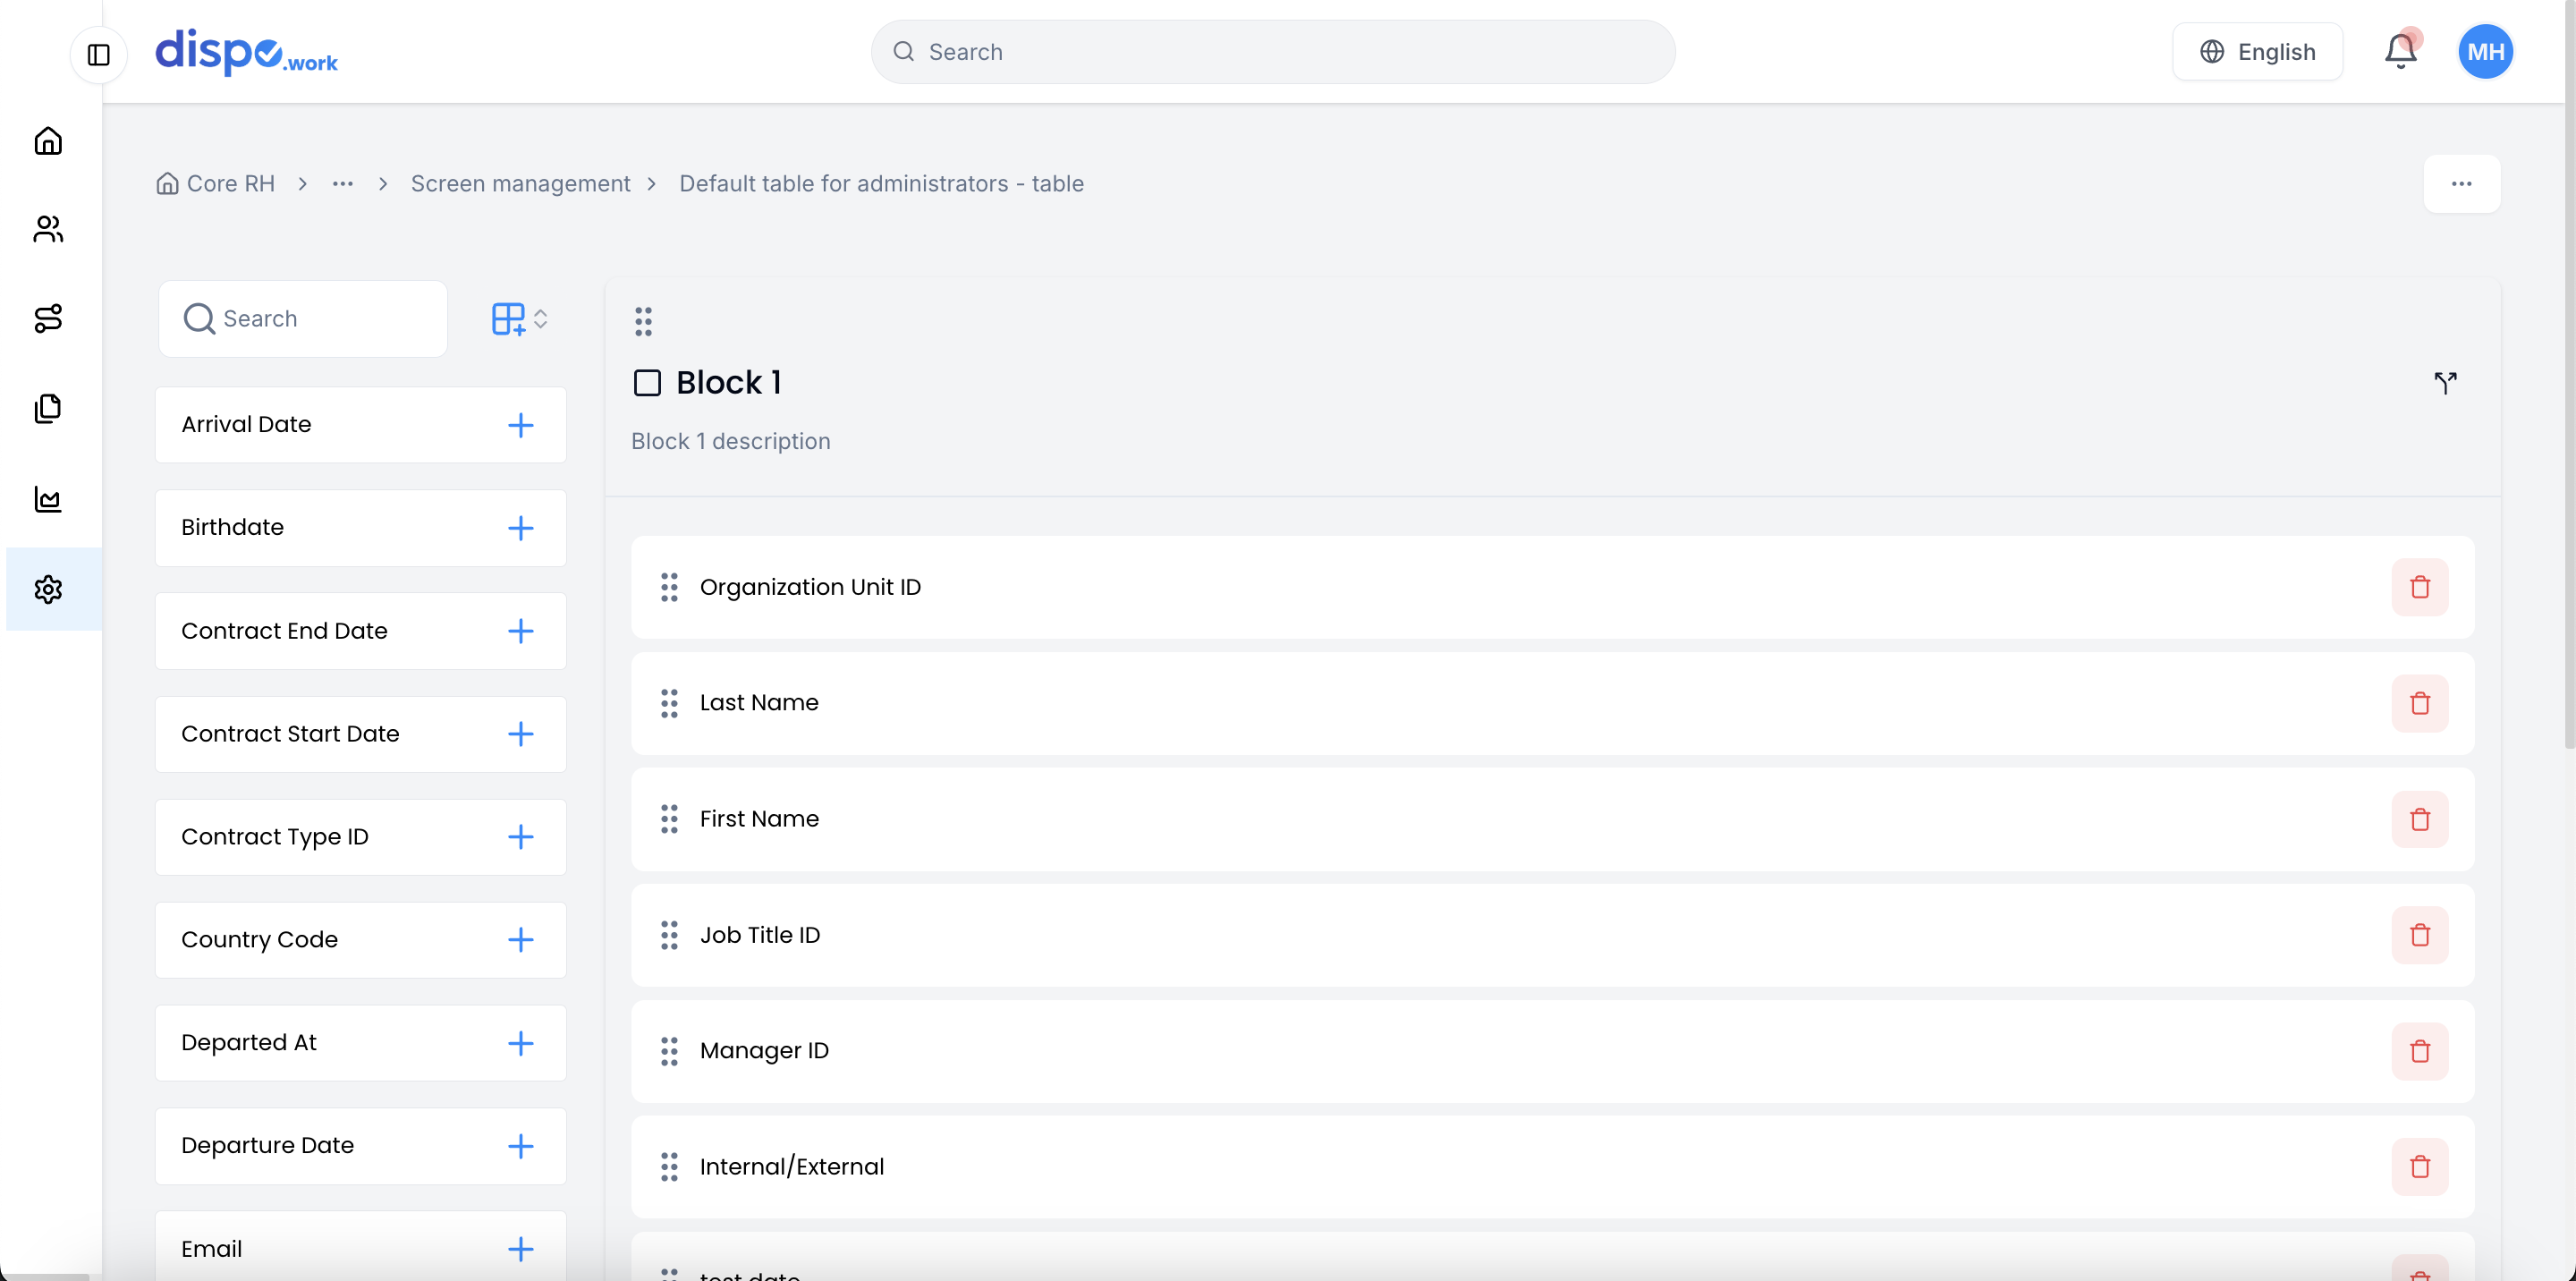 dispo.work
Search
English
MH
Core RH
Screen management
Default table for administrators - table
Search
Arrival Date
Birthdate
Contract End Date
Contract Start Date
Contract Type ID
Country Code
Departed At
Departure Date
Email
Block 1
Block 1 description
Organization Unit ID
Last Name
First Name
Job Title ID
Manager ID
Internal/External
test date